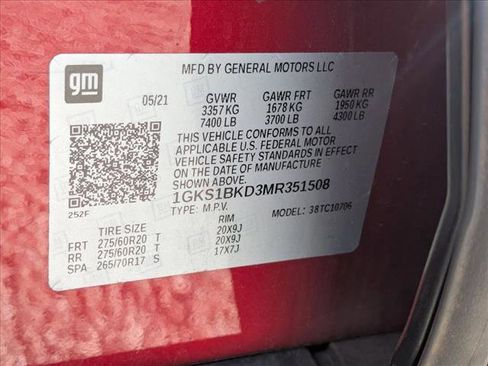 gm
MFD BY GENERAL MOTORS LLC
05/21 GVWR GAWR FRT GAWR RR
3357 KG 1678 KG 1950 KG
7400 LB 3700 LB 4300 LB
THIS VEHICLE CONFORMS TO ALL
APPLICABLE U.S. FEDERAL MOTOR
VEHICLE SAFETY STANDARDS IN EFFECT
ON THE DATE OF MANUFACTURE
SHOWN ABOVE.
1GKS1BKD3MR351508
252F
TYPE: M.P.V. MODEL: 38TC10706
TIRE SIZE RIM
FRT 275/60R20 T 20X9J
RR 275/60R20 T 20X9J
SPA 265/70R17 S 17X7J